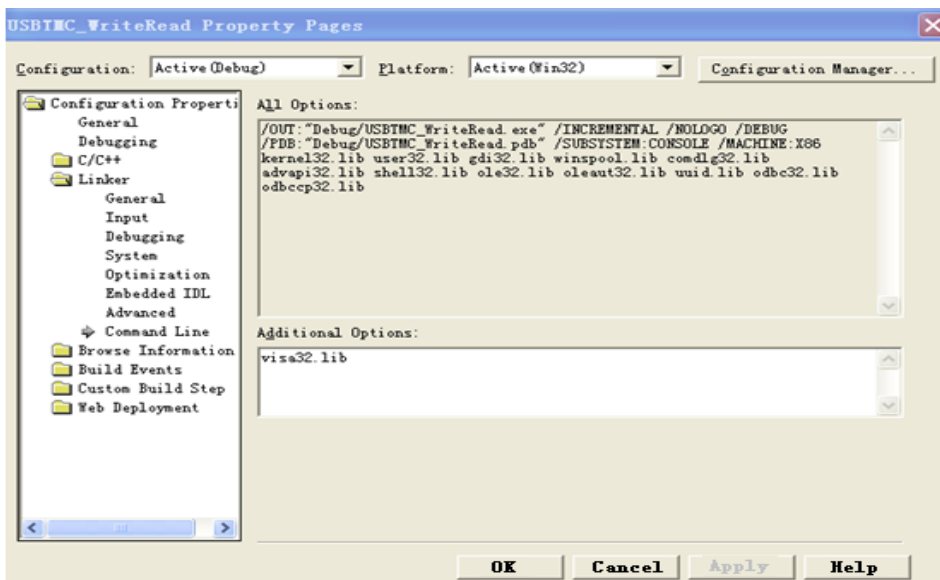 USBTMC_WriteRead Property Pages
Configuration: Active(Debug) Platform: Active(Win32) Configuration Manager...
Configuration Properti
General
Debugging
C/C++
Linker
General
Input
Debugging
System
Optimization
Embedded IDL
Advanced
Command Line
Browse Information
Build Events
Custom Build Step
Web Deployment
All Options:
/OUT:"Debug/USBTMC_WriteRead.exe" /INCREMENTAL /NOLOGO /DEBUG
/PDB:"Debug/USBTMC_WriteRead.pdb" /SUBSYSTEM:CONSOLE /MACHINE:X86
kernel32.lib user32.lib gdi32.lib winspool.lib comdlg32.lib
advapi32.lib shell32.lib ole32.lib oleaut32.lib uuid.lib odbc32.lib
odbccp32.lib
Additional Options:
visa32.lib
OK Cancel Apply Help